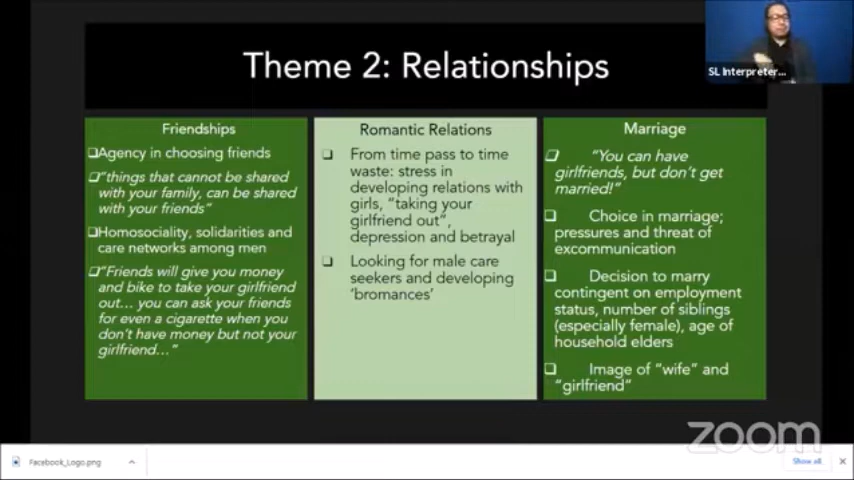 Theme 2: Relationships
SL Interpreter...
Friendships
❑Agency in choosing friends
❑"things that cannot be shared
with your family, can be shared
with your friends"
❑Homosociality, solidarities and
care networks among men
❑"Friends will give you money
and bike to take your girlfriend
out... you can ask your friends
for even a cigarette when you
don't have money but not your
girlfriend..."
Romantic Relations
❑ From time pass to time
waste: stress in
developing relations with
girls, "taking your
girlfriend out",
depression and betrayal
❑ Looking for male care
seekers and developing
'bromances'
Marriage
❑ "You can have
girlfriends, but don't get
married!"
❑ Choice in marriage;
pressures and threat of
excommunication
❑ Decision to marry
contingent on employment
status, number of siblings
(especially female), age of
household elders
❑ Image of "wife" and
"girlfriend"
zoom
Facebook_Logo.png
Show all